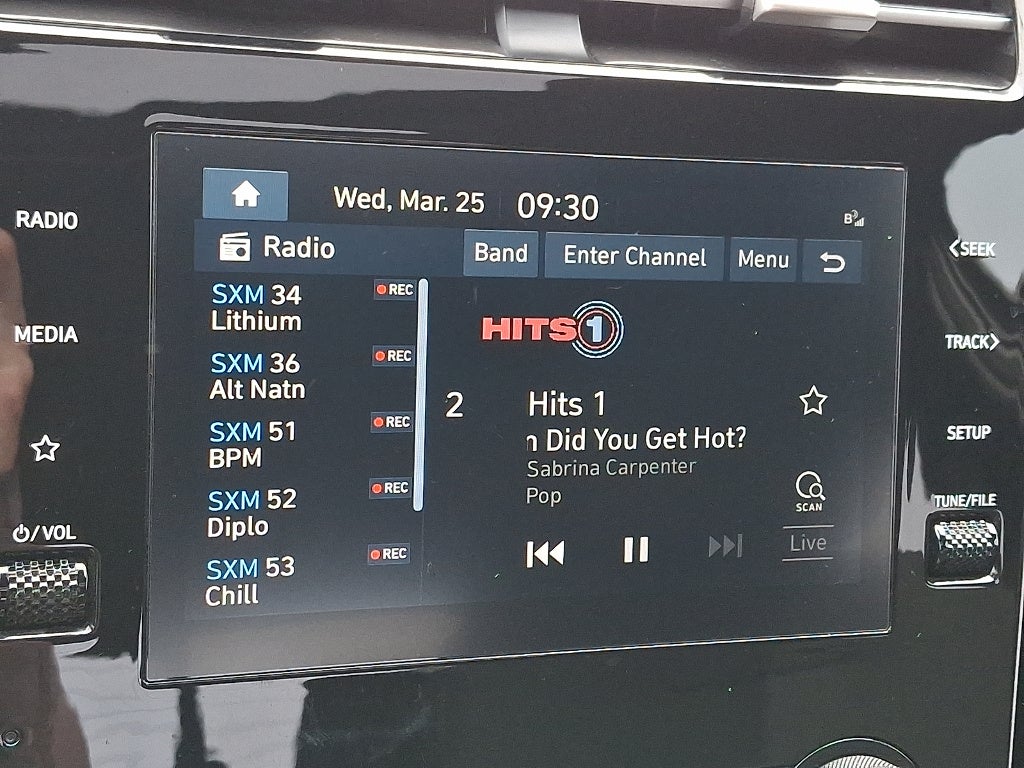 Wed, Mar. 25 09:30
B
Radio
Band
Enter Channel
Menu
SXM 34
Lithium
REC
SXM 36
Alt Natn
REC
SXM 51
BPM
REC
SXM 52
Diplo
REC
SXM 53
Chill
REC
HITS 1
2
Hits 1
n Did You Get Hot?
Sabrina Carpenter
Pop
SCAN
Live
RADIO
MEDIA
/VOL
<SEEK
TRACK>
SETUP
TUNE/FILE